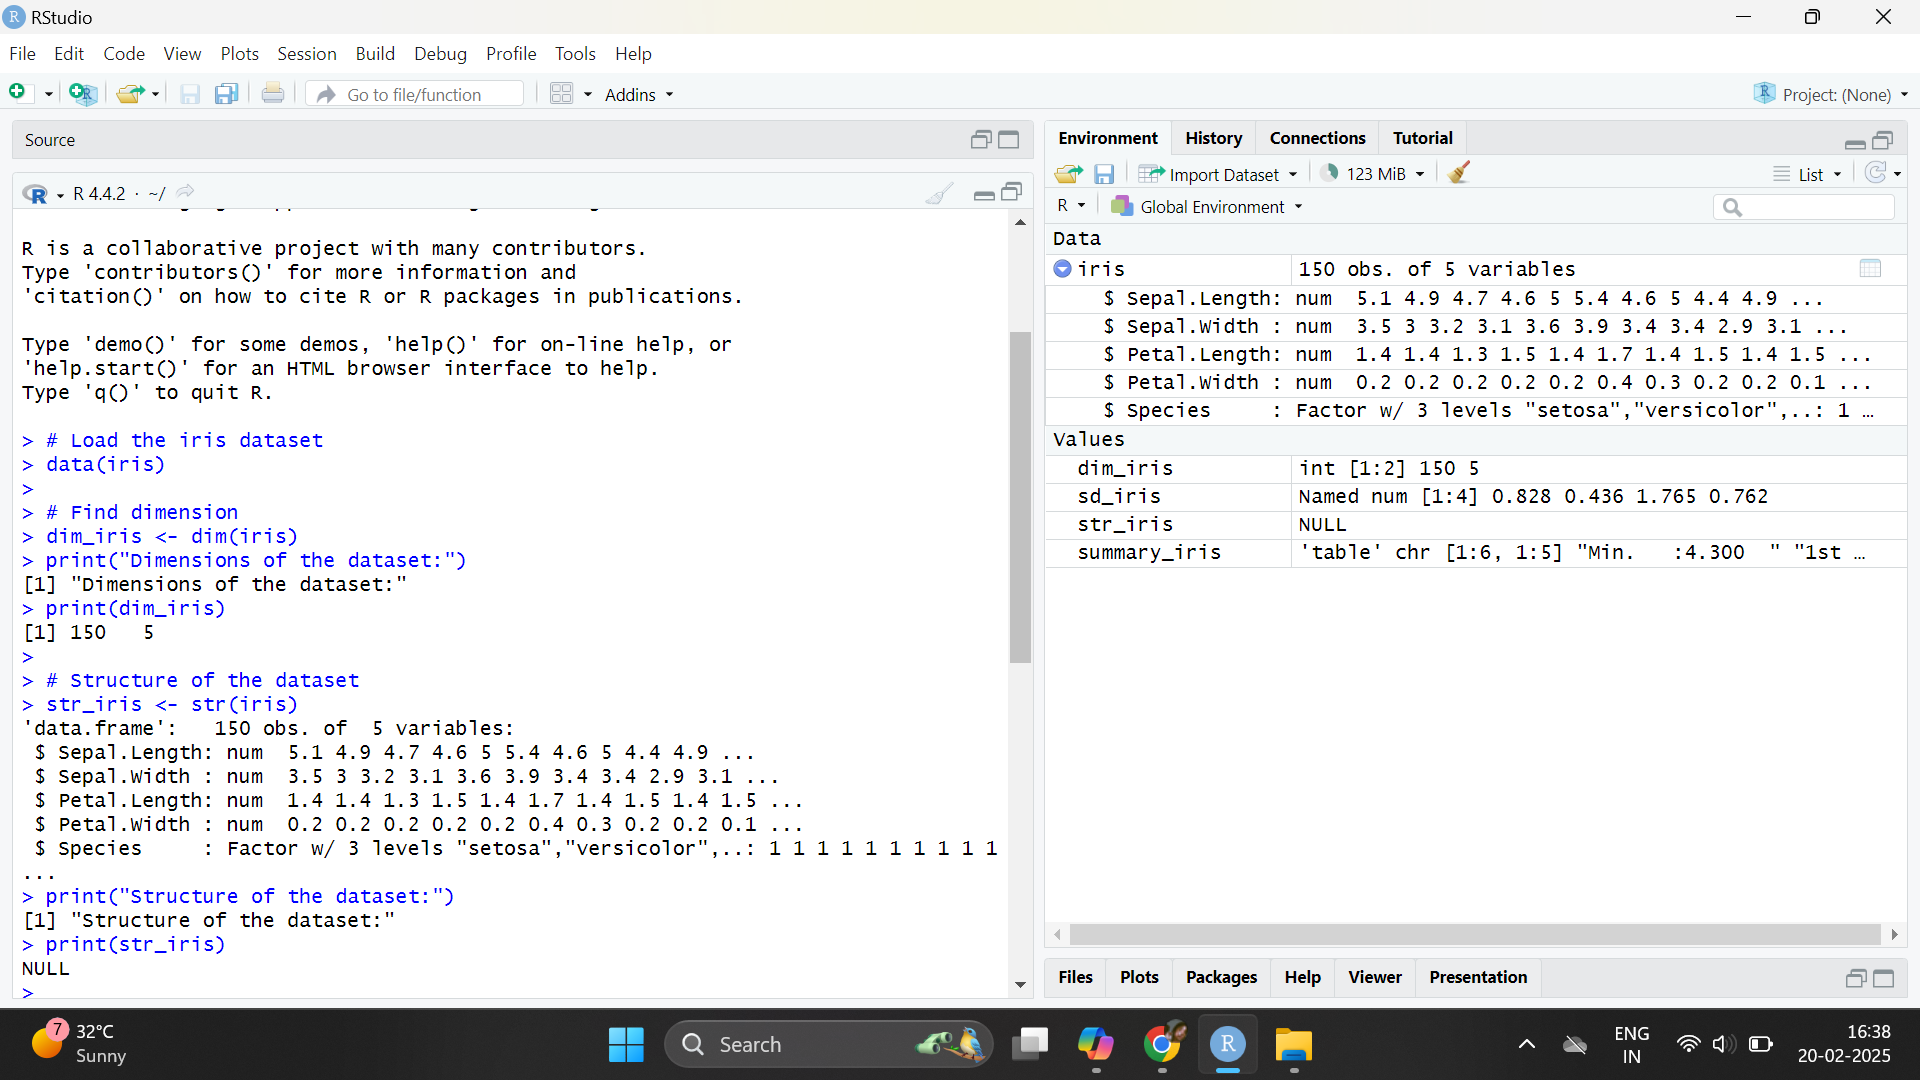 RStudio
File Edit Code View Plots Session Build Debug Profile Tools Help
Go to file/function Addins Project: (None)
Source
R 4.4.2 · ~/
R is a collaborative project with many contributors.
Type 'contributors()' for more information and
'citation()' on how to cite R or R packages in publications.
Type 'demo()' for some demos, 'help()' for on-line help, or
'help.start()' for an HTML browser interface to help.
Type 'q()' to quit R.
> # Load the iris dataset
> data(iris)
>
> # Find dimension
> dim_iris <- dim(iris)
> print("Dimensions of the dataset:")
[1] "Dimensions of the dataset:"
> print(dim_iris)
[1] 150   5
>
> # Structure of the dataset
> str_iris <- str(iris)
'data.frame':   150 obs. of  5 variables:
 $ Sepal.Length: num  5.1 4.9 4.7 4.6 5 5.4 4.6 5 4.4 4.9 ...
 $ Sepal.Width : num  3.5 3 3.2 3.1 3.6 3.9 3.4 3.4 2.9 3.1 ...
 $ Petal.Length: num  1.4 1.4 1.3 1.5 1.4 1.7 1.4 1.5 1.4 1.5 ...
 $ Petal.Width : num  0.2 0.2 0.2 0.2 0.2 0.4 0.3 0.2 0.2 0.1 ...
 $ Species     : Factor w/ 3 levels "setosa","versicolor",..: 1 1 1 1 1 1 1 1 1 1
...
> print("Structure of the dataset:")
[1] "Structure of the dataset:"
> print(str_iris)
NULL
>
Environment History Connections Tutorial
Import Dataset 123 MiB List
R Global Environment
Data
iris 150 obs. of 5 variables
$ Sepal.Length: num  5.1 4.9 4.7 4.6 5 5.4 4.6 5 4.4 4.9 ...
$ Sepal.Width : num  3.5 3 3.2 3.1 3.6 3.9 3.4 3.4 2.9 3.1 ...
$ Petal.Length: num  1.4 1.4 1.3 1.5 1.4 1.7 1.4 1.5 1.4 1.5 ...
$ Petal.Width : num  0.2 0.2 0.2 0.2 0.2 0.4 0.3 0.2 0.2 0.1 ...
$ Species     : Factor w/ 3 levels "setosa","versicolor",..: 1 ...
Values
dim_iris int [1:2] 150 5
sd_iris Named num [1:4] 0.828 0.436 1.765 0.762
str_iris NULL
summary_iris 'table' chr [1:6, 1:5] "Min.   :4.300  " "1st ...
Files Plots Packages Help Viewer Presentation
7 32°C
Sunny
Search
ENG
IN
16:38
20-02-2025